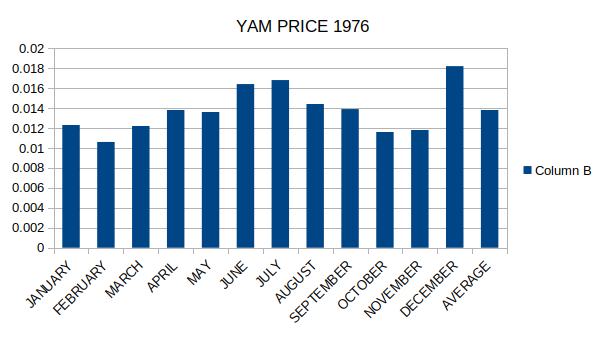 YAM PRICE 1976
0.02
0.018
0.016
0.014
0.012
0.01
0.008
0.006
0.004
0.002
0
Column B
JANUARY
FEBRUARY
MARCH
APRIL
MAY
JUNE
JULY
AUGUST
SEPTEMBER
OCTOBER
NOVEMBER
DECEMBER
AVERAGE